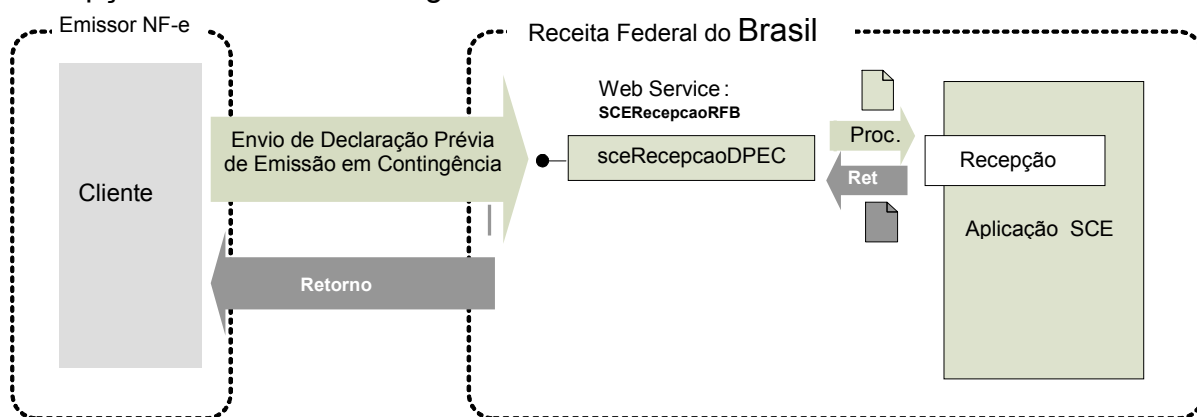 Emissor NF-e
Receita Federal do Brasil
Web Service :
SCERecepcaoRFB
Envio de Declaração Prévia
de Emissão em Contingência
sceRecepcaoDPEC
Proc.
Ret
Recepção
Cliente
Aplicação SCE
Retorno